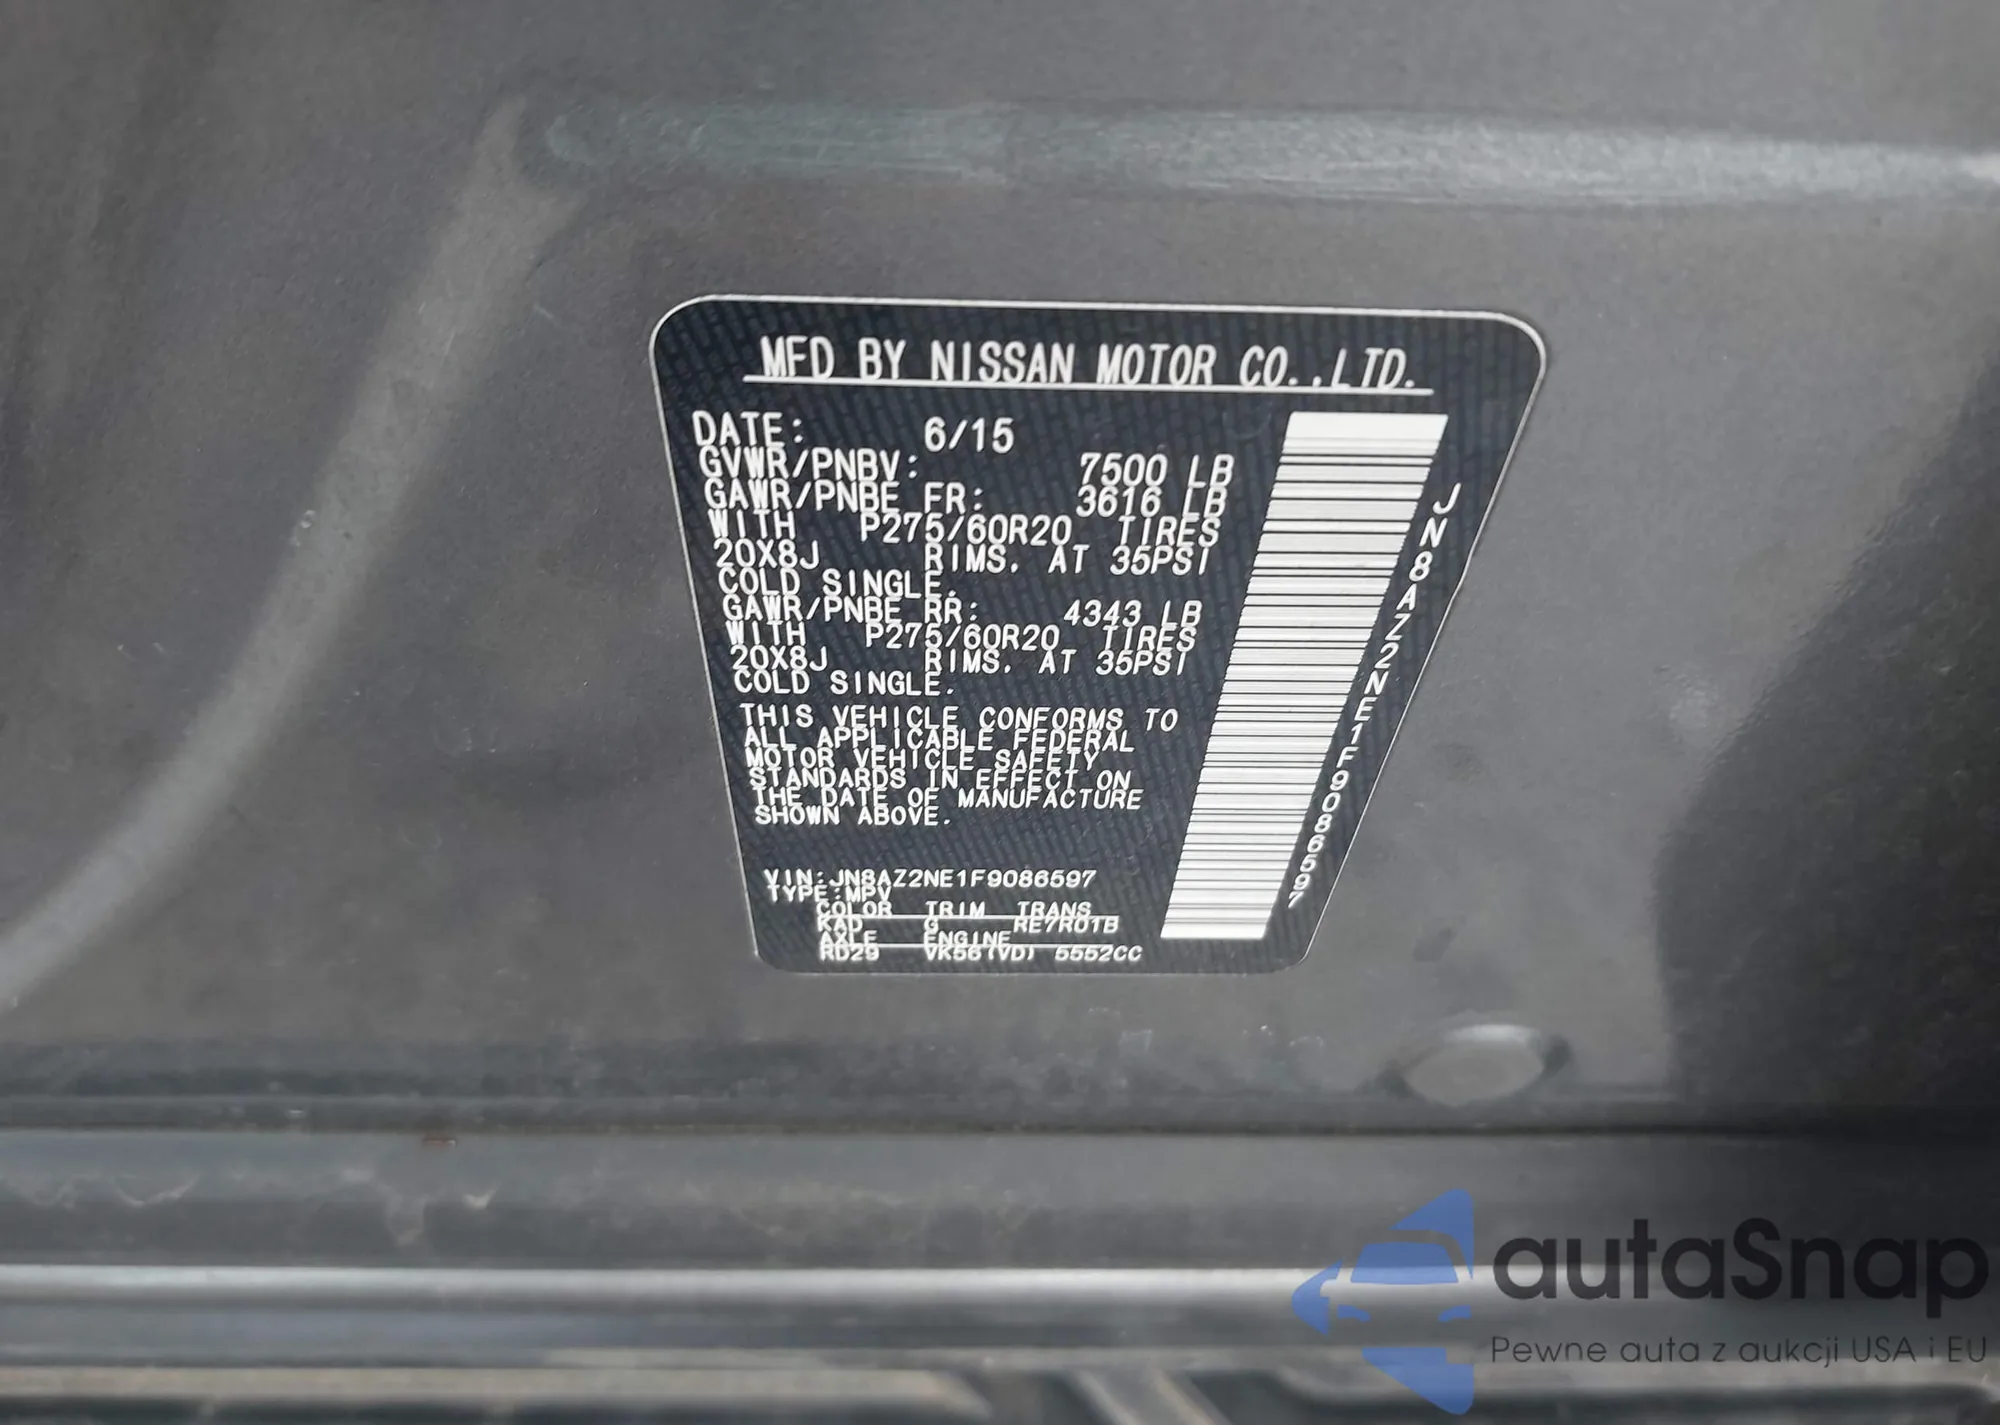 MFD BY NISSAN MOTOR CO.,LTD.
DATE: 6/15
GVWR/PNBV: 7500 LB
GAWR/PNBE FR: 3616 LB
WITH P275/60R20 TIRES
20X8J RIMS. AT 35PSI
COLD SINGLE.
GAWR/PNBE RR: 4343 LB
WITH P275/60R20 TIRES
20X8J RIMS. AT 35PSI
COLD SINGLE.
THIS VEHICLE CONFORMS TO
ALL APPLICABLE FEDERAL
MOTOR VEHICLE SAFETY
STANDARDS IN EFFECT ON
THE DATE OF MANUFACTURE
SHOWN ABOVE.
VIN:JN8AZ2NE1F9086597
TYPE:MPV
COLOR TRIM TRANS
KAD G RE7R01B
AXLE ENGINE
RD29 VK56(VD) 5552CC
JN8AZ2NE1F9086597
autaSnap
Pewne auta z aukcji USA i EU